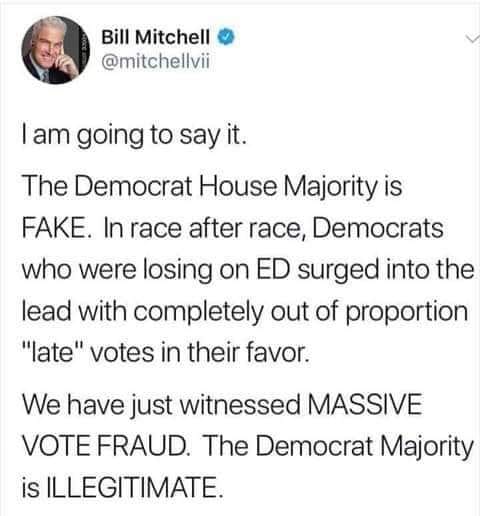 Bill Mitchell
@mitchellvii
I am going to say it.
The Democrat House Majority is
FAKE. In race after race, Democrats
who were losing on ED surged into the
lead with completely out of proportion
"late" votes in their favor.
We have just witnessed MASSIVE
VOTE FRAUD. The Democrat Majority
is ILLEGITIMATE.